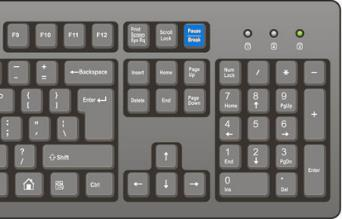 F9 F10 F11 F12 Print Screen Sys Rq Scroll Lock Pause Break
- _ + = ←Backspace Insert Home Page Up Num Lock / * -
{ [ } ] Enter ↵ Delete End Page Down 7 Home 8 ↑ 9 PgUp +
: ; " ' | \ 4 ← 5 6 →
? / ⇧Shift ↑ 1 End 2 ↓ 3 PgDn Enter
Ctrl ← ↓ → 0 Ins . Del